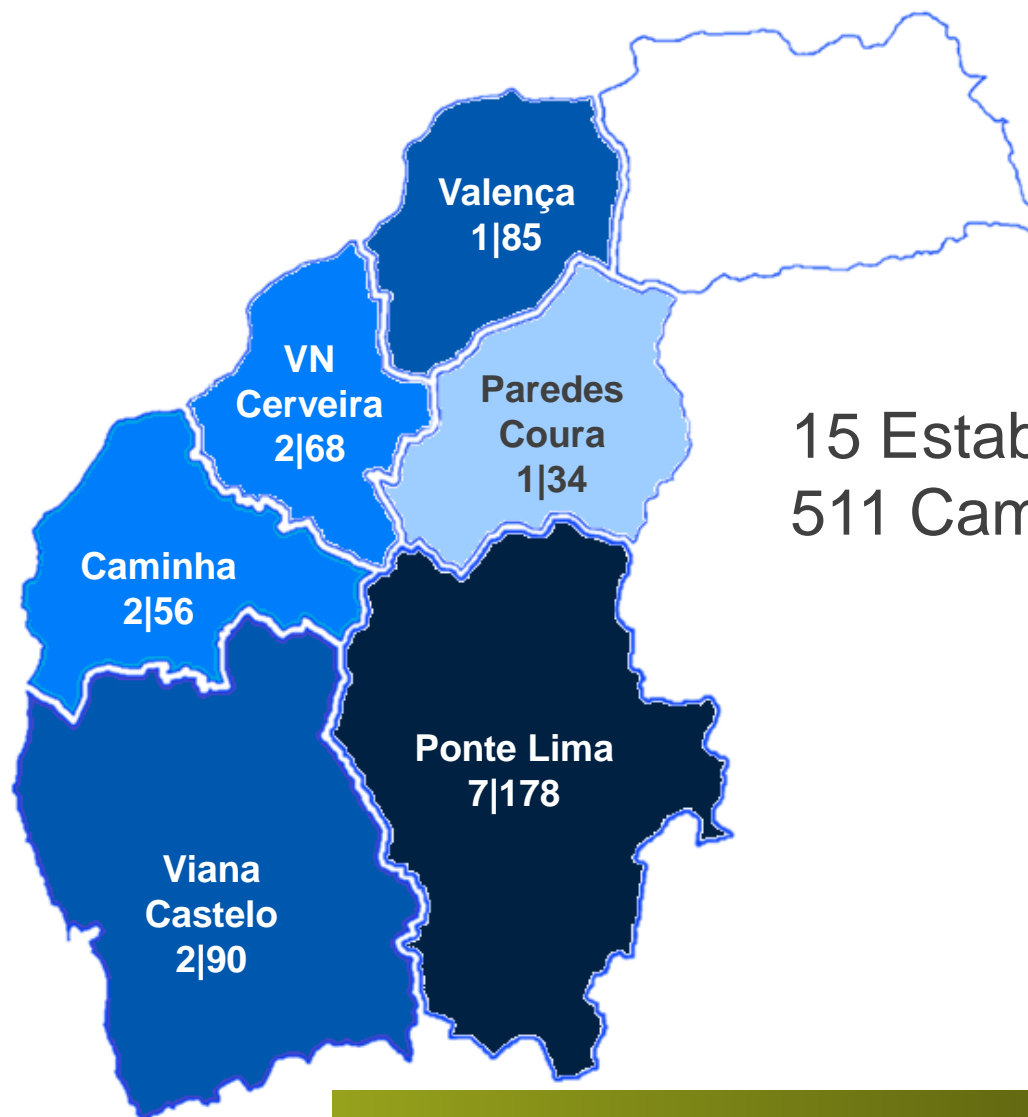 Valença
1|85
VN
Cerveira
2|68
Paredes
Coura
1|34
15 Estab
511 Cam
Caminha
2|56
Ponte Lima
7|178
Viana
Castelo
2|90